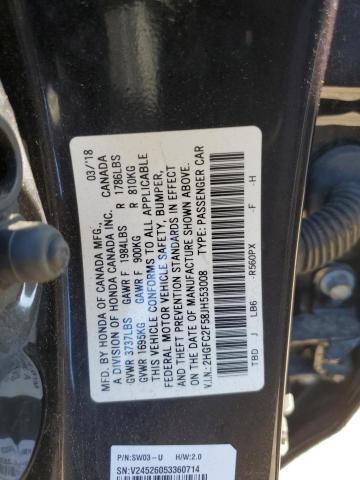 MFD. BY HONDA OF CANADA MFG., 03/'18
A DIVISION OF HONDA CANADA INC. CANADA
GVWR 3737LBS GAWR F 1984LBS R 1786LBS
GVWR 1695KG GAWR F 900KG R 810KG
THIS VEHICLE CONFORMS TO ALL APPLICABLE
FEDERAL MOTOR VEHICLE SAFETY, BUMPER,
AND THEFT PREVENTION STANDARDS IN EFFECT
ON THE DATE OF MANUFACTURE SHOWN ABOVE.
V.I.N.: 2HGFC2F58JH553008 TYPE: PASSENGER CAR
TBD J LB6 -R560PX -F -H
P/N:SW03-U H/W:2.0
SN:V24526053360714